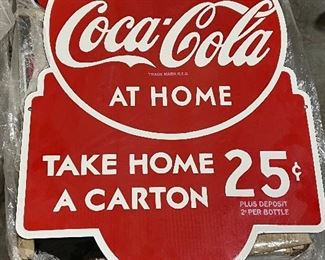 Coca-Cola
TRADE MARK REG.
AT HOME
TAKE HOME
A CARTON
25¢
PLUS DEPOSIT
2¢ PER BOTTLE